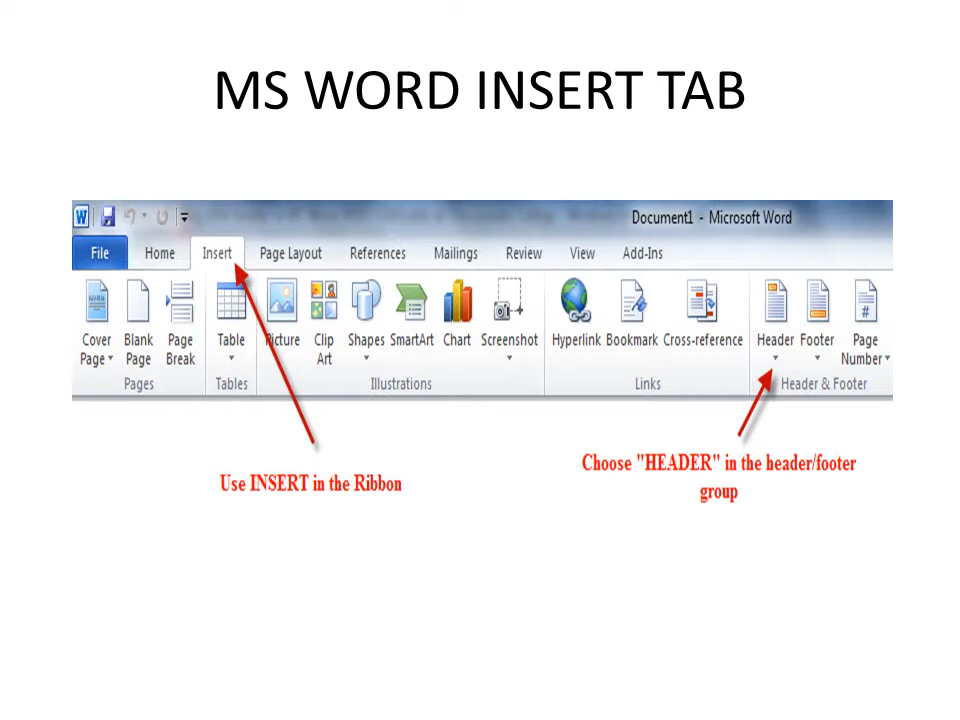 MS WORD INSERT TAB
Document1 - Microsoft Word
File Home Insert Page Layout References Mailings Review View Add-Ins
Cover Blank Page Table Picture Clip Shapes SmartArt Chart Screenshot Hyperlink Bookmark Cross-reference Header Footer Page
Page Page Break Art Number
Pages Tables Illustrations Links Header & Footer
Use INSERT in the Ribbon
Choose "HEADER" in the header/footer
group